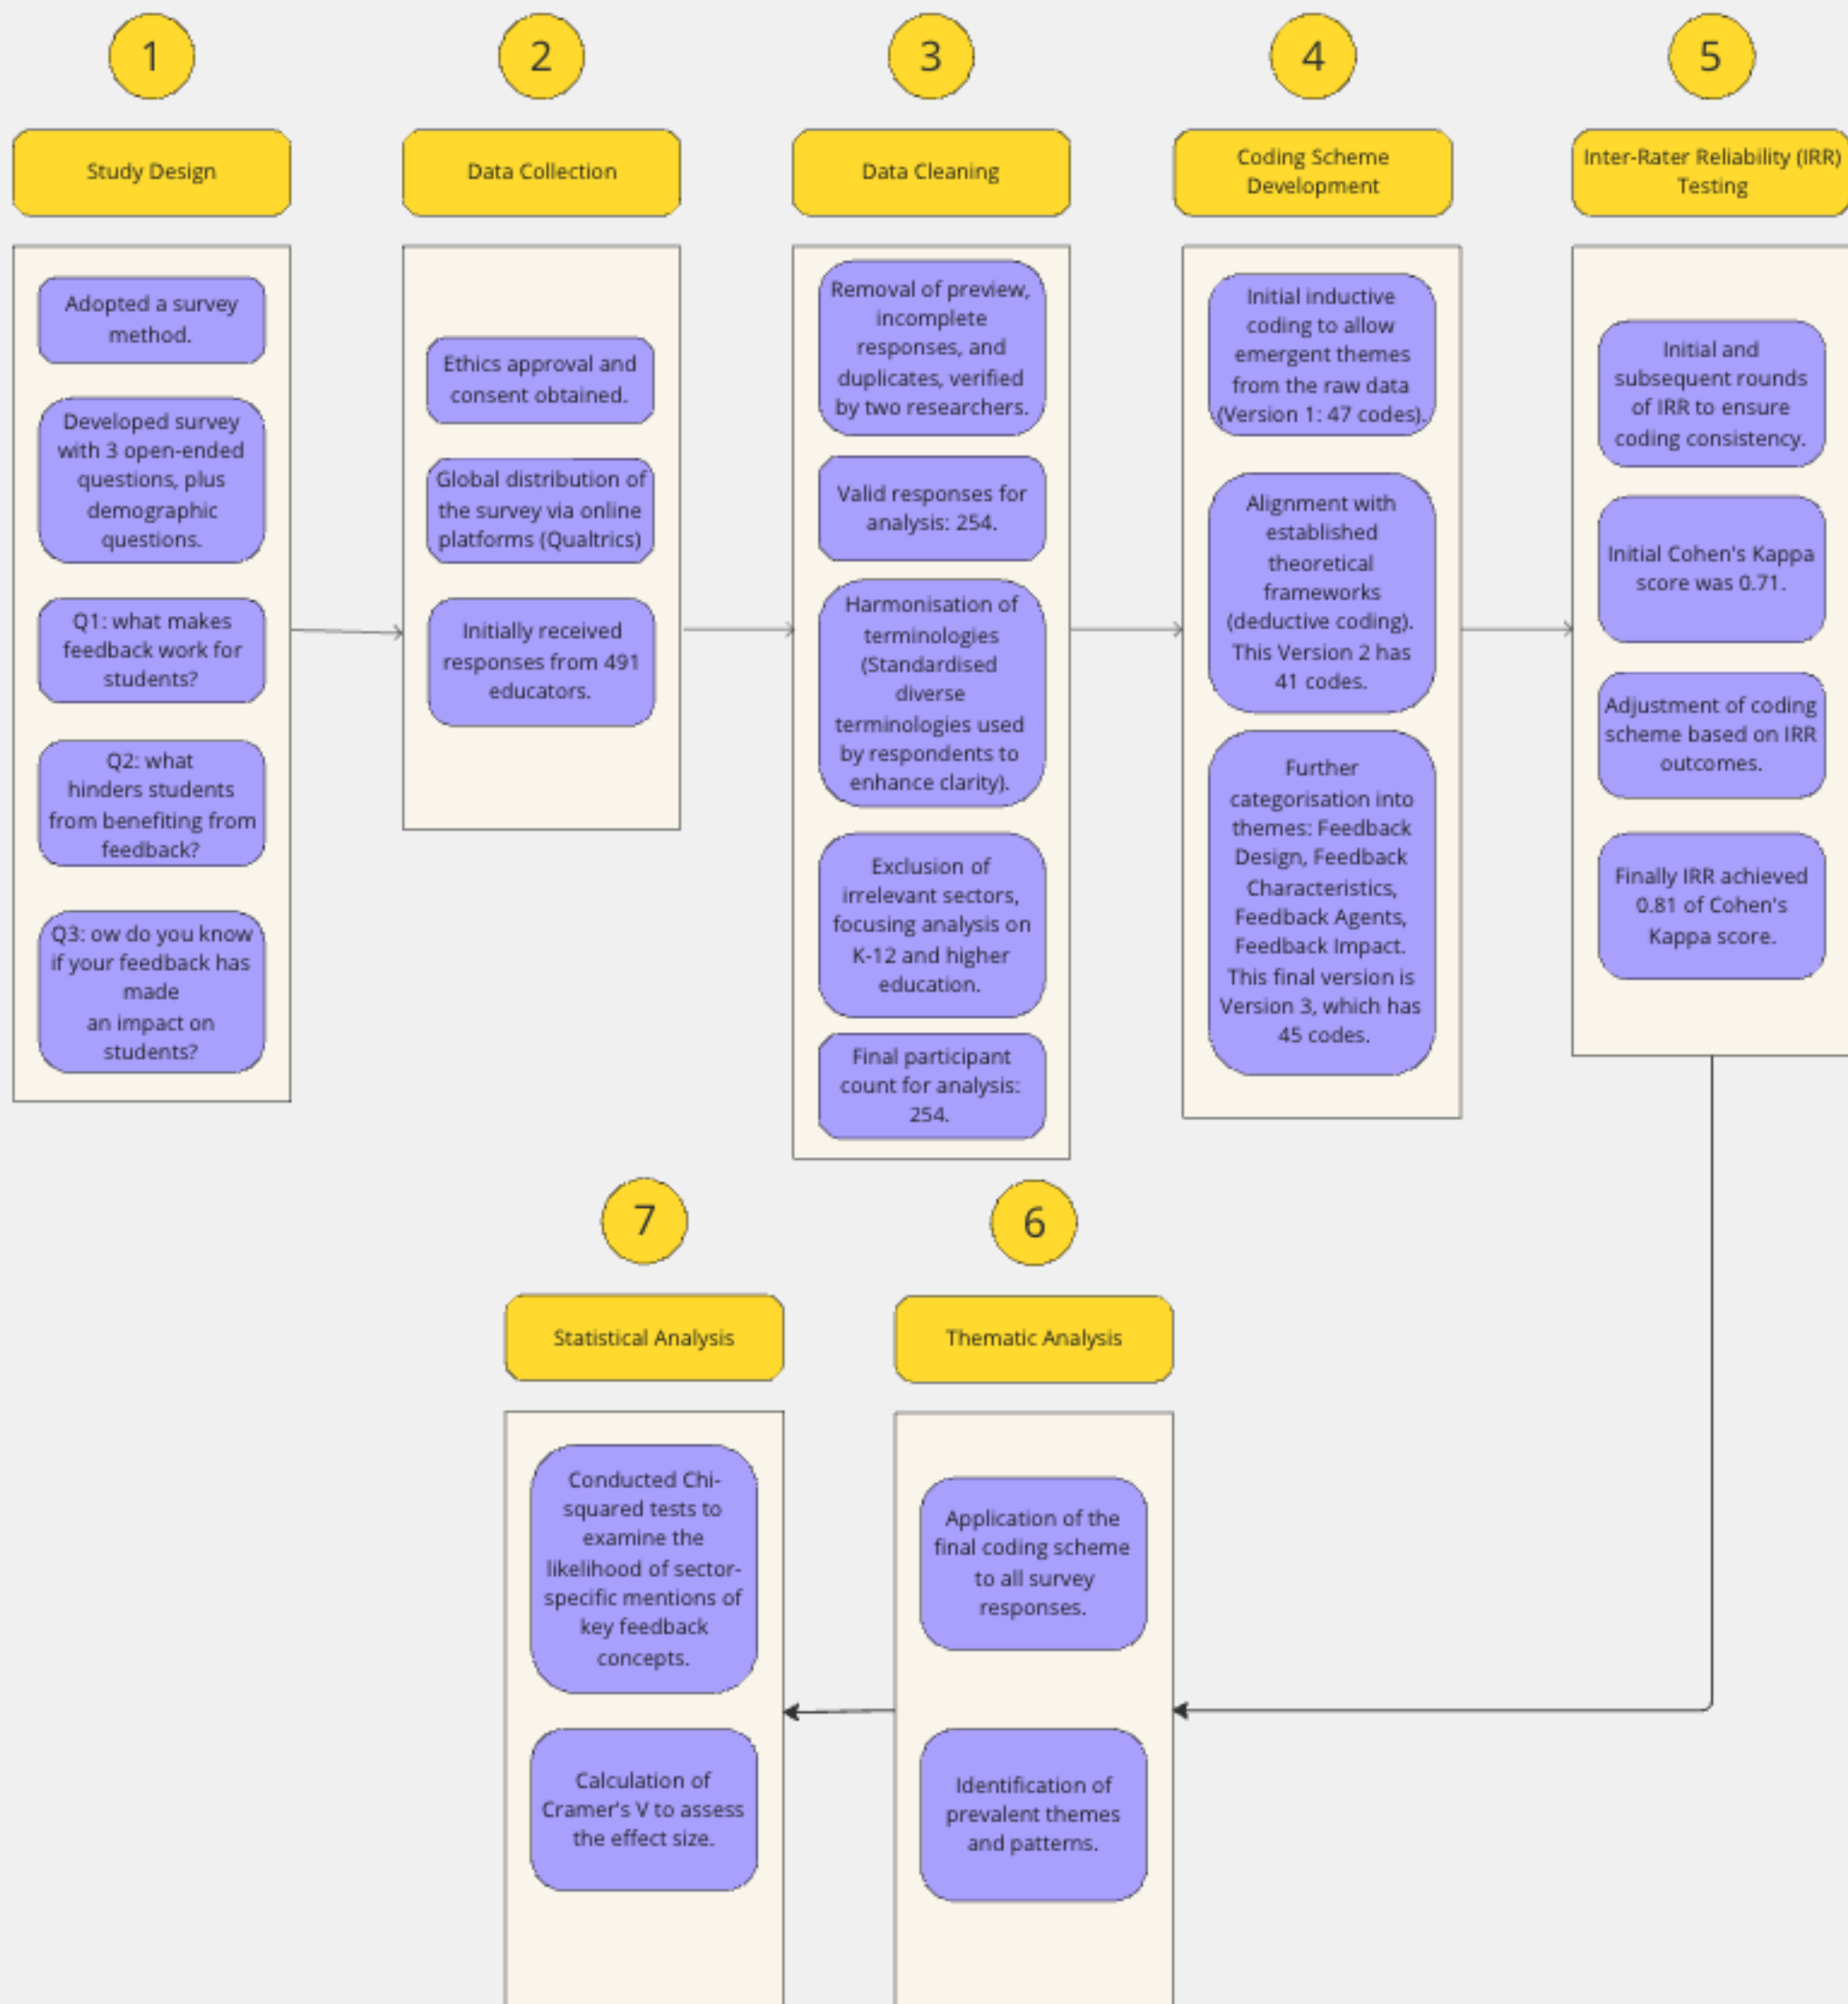 1
Study Design
Adopted a survey
method.
Developed survey
with 3 open-ended
questions, plus
demographic
questions.
Q1: what makes
feedback work for
students?
Q2: what
hinders students
from benefiting from
feedback?
Q3: ow do you know
if your feedback has
made
an impact on
students?
2
Data Collection
Ethics approval and
consent obtained.
Global distribution of
the survey via online
platforms (Qualtrics)
Initially received
responses from 491
educators.
3
Data Cleaning
Removal of preview,
incomplete
responses, and
duplicates, verified
by two researchers.
Valid responses for
analysis: 254.
Harmonisation of
terminologies
(Standardised
diverse
terminologies used
by respondents to
enhance clarity).
Exclusion of
irrelevant sectors,
focusing analysis on
K-12 and higher
education.
Final participant
count for analysis:
254.
4
Coding Scheme
Development
Initial inductive
coding to allow
emergent themes
from the raw data
(Version 1: 47 codes).
Alignment with
established
theoretical
frameworks
(deductive coding).
This Version 2 has
41 codes.
Further
categorisation into
themes: Feedback
Design, Feedback
Characteristics,
Feedback Agents,
Feedback Impact.
This final version is
Version 3, which has
45 codes.
5
Inter-Rater Reliability (IRR)
Testing
Initial and
subsequent rounds
of IRR to ensure
coding consistency.
Initial Cohen's Kappa
score was 0.71.
Adjustment of coding
scheme based on IRR
outcomes.
Finally IRR achieved
0.81 of Cohen's
Kappa score.
6
Thematic Analysis
Application of the
final coding scheme
to all survey
responses.
Identification of
prevalent themes
and patterns.
7
Statistical Analysis
Conducted Chi-
squared tests to
examine the
likelihood of sector-
specific mentions of
key feedback
concepts.
Calculation of
Cramer's V to assess
the effect size.